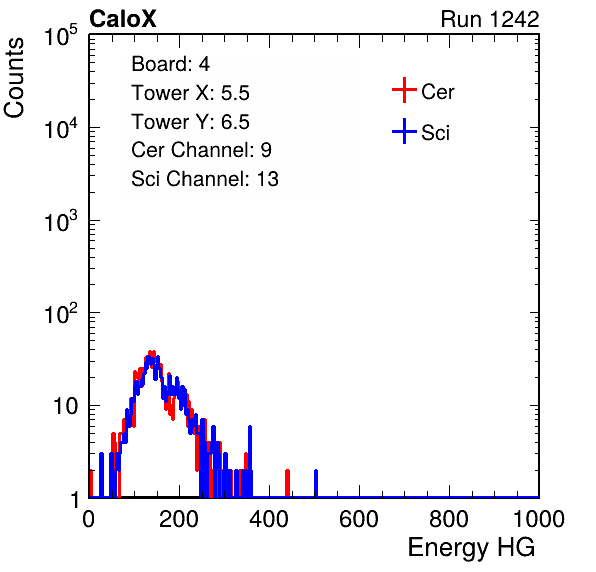 CaloX Run 1242
Counts
10^5
10^4
10^3
10^2
10
1
Board: 4
Tower X: 5.5
Tower Y: 6.5
Cer Channel: 9
Sci Channel: 13
Cer
Sci
0 200 400 600 800 1000
Energy HG